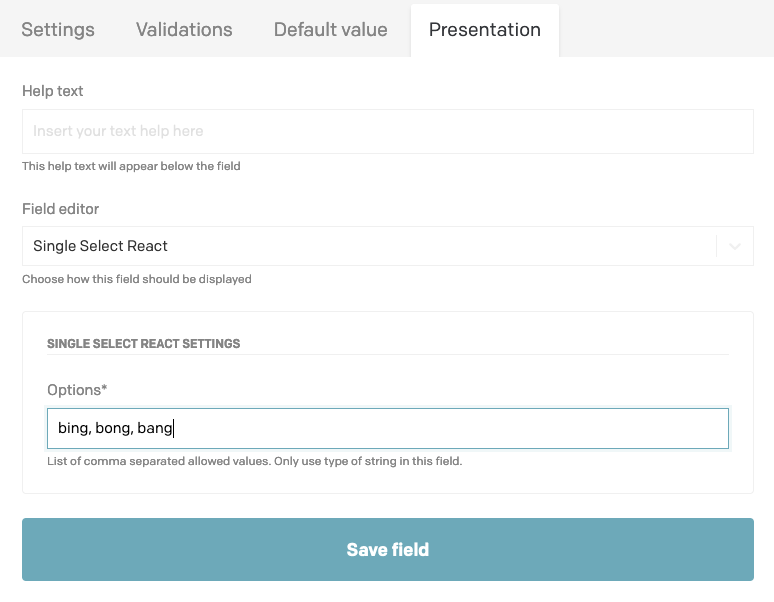 Settings Validations Default value Presentation
Help text
Insert your text help here
This help text will appear below the field
Field editor
Single Select React
Choose how this field should be displayed
SINGLE SELECT REACT SETTINGS
Options*
bing, bong, bang
List of comma separated allowed values. Only use type of string in this field.
Save field